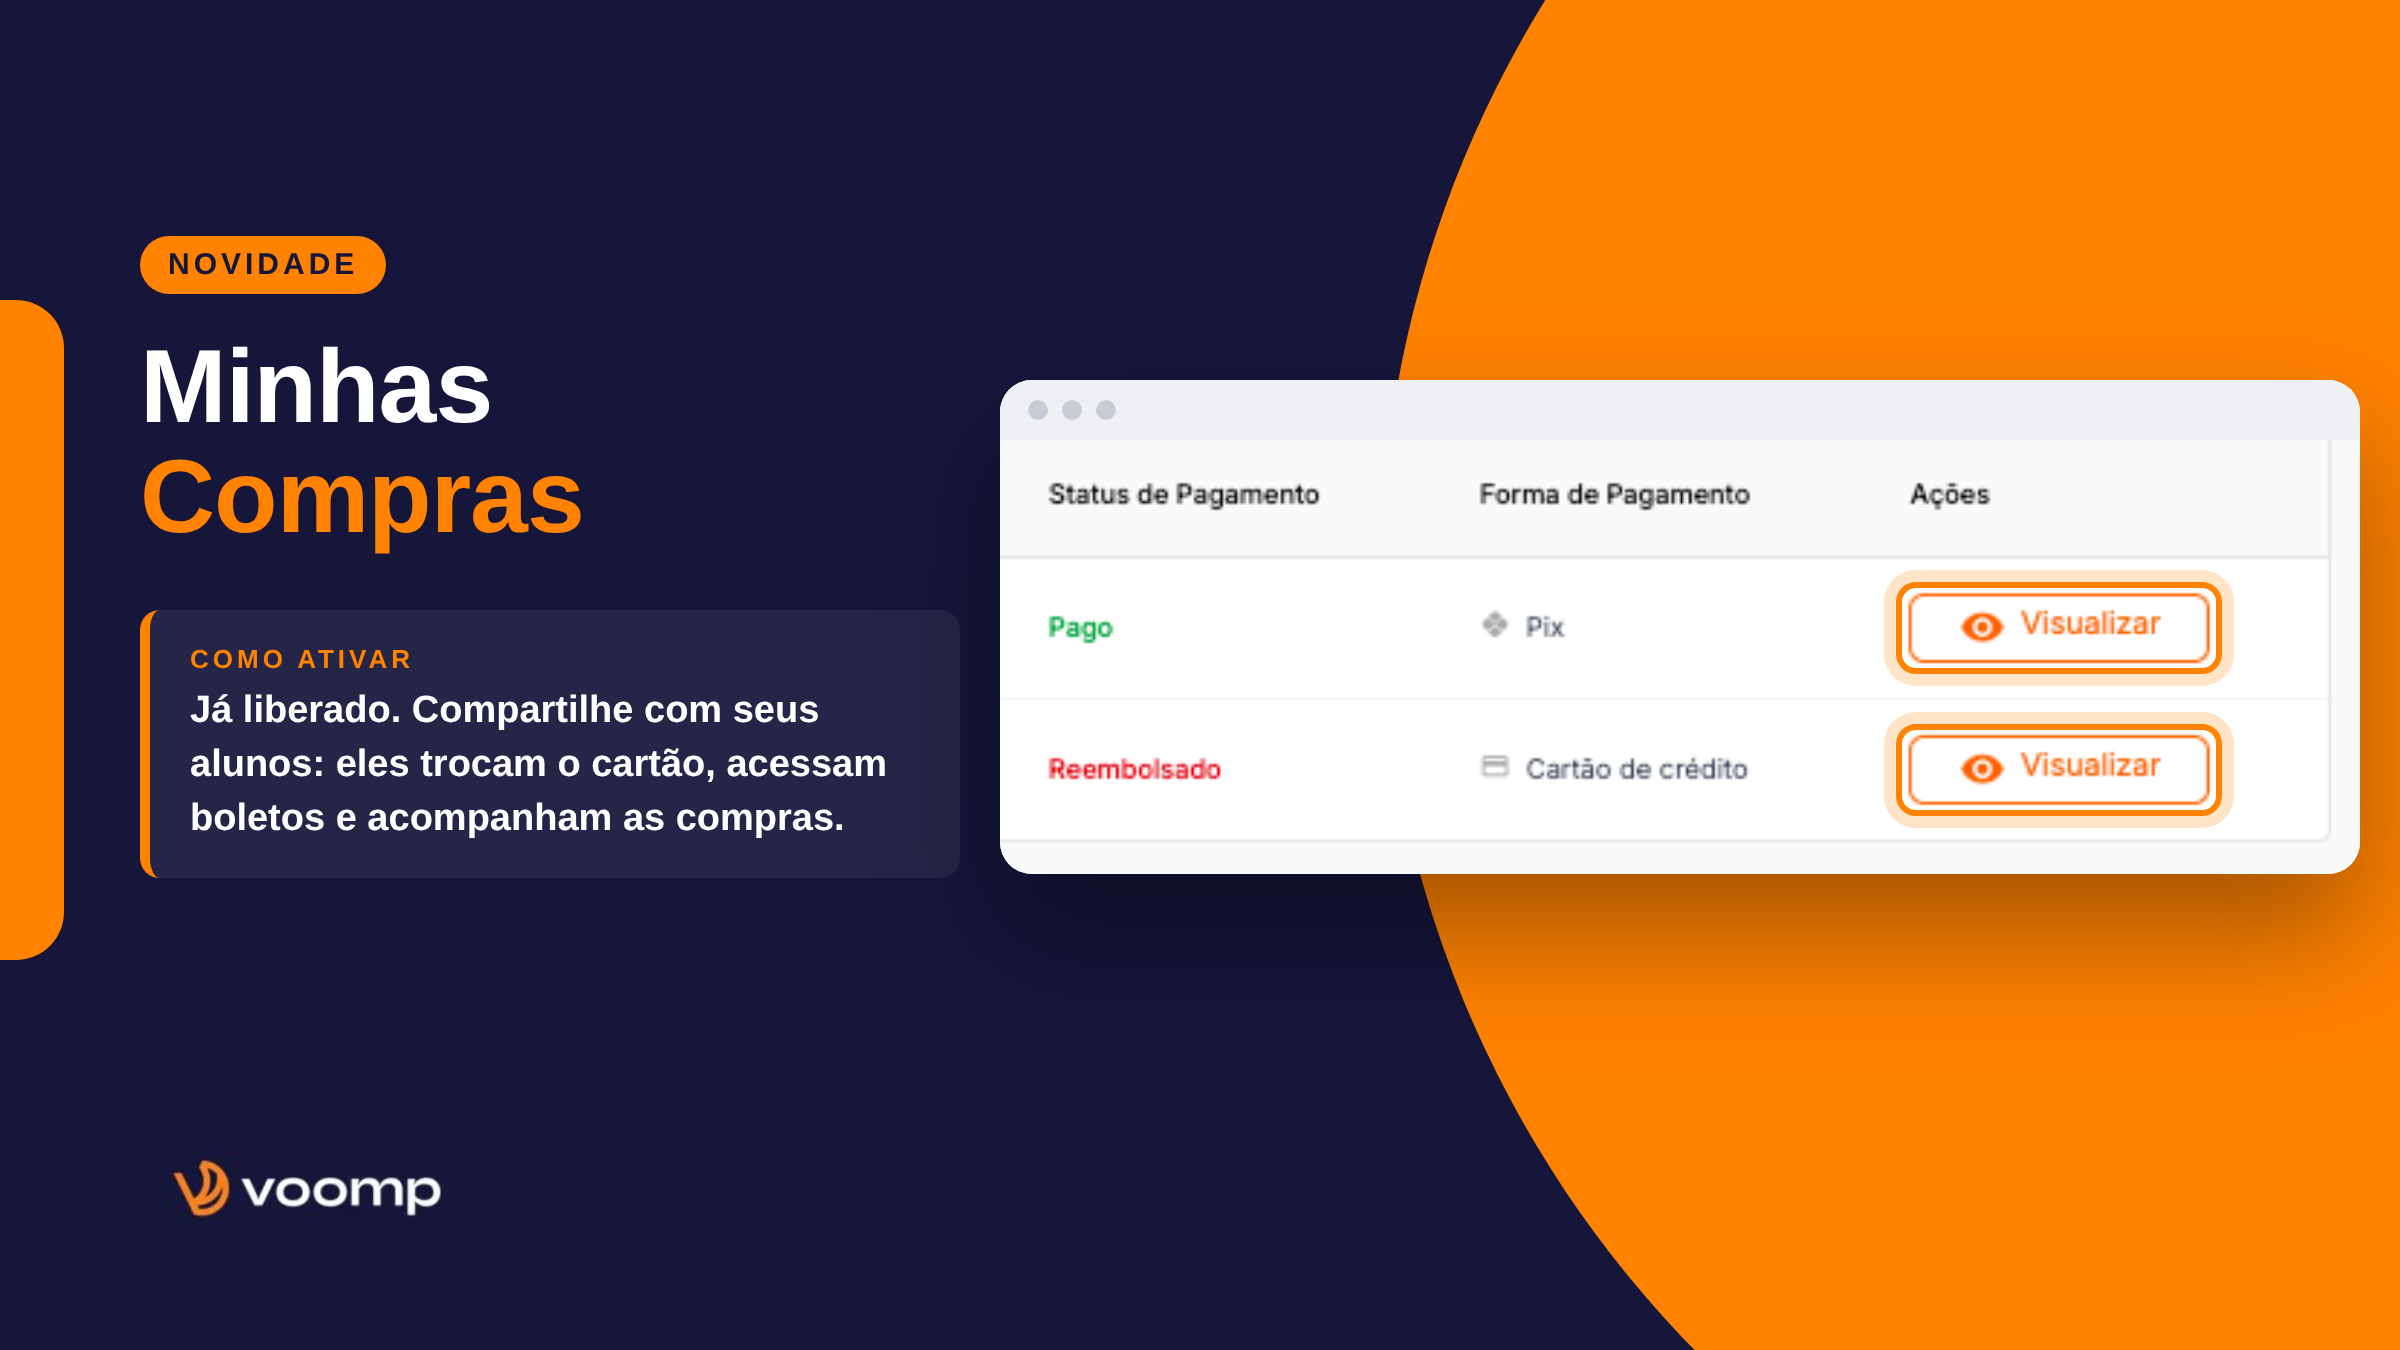 NOVIDADE
Minhas
Compras
COMO ATIVAR
Já liberado. Compartilhe com seus
alunos: eles trocam o cartão, acessam
boletos e acompanham as compras.
Status de Pagamento Forma de Pagamento Ações
Pago Pix Visualizar
Reembolsado Cartão de crédito Visualizar
voomp